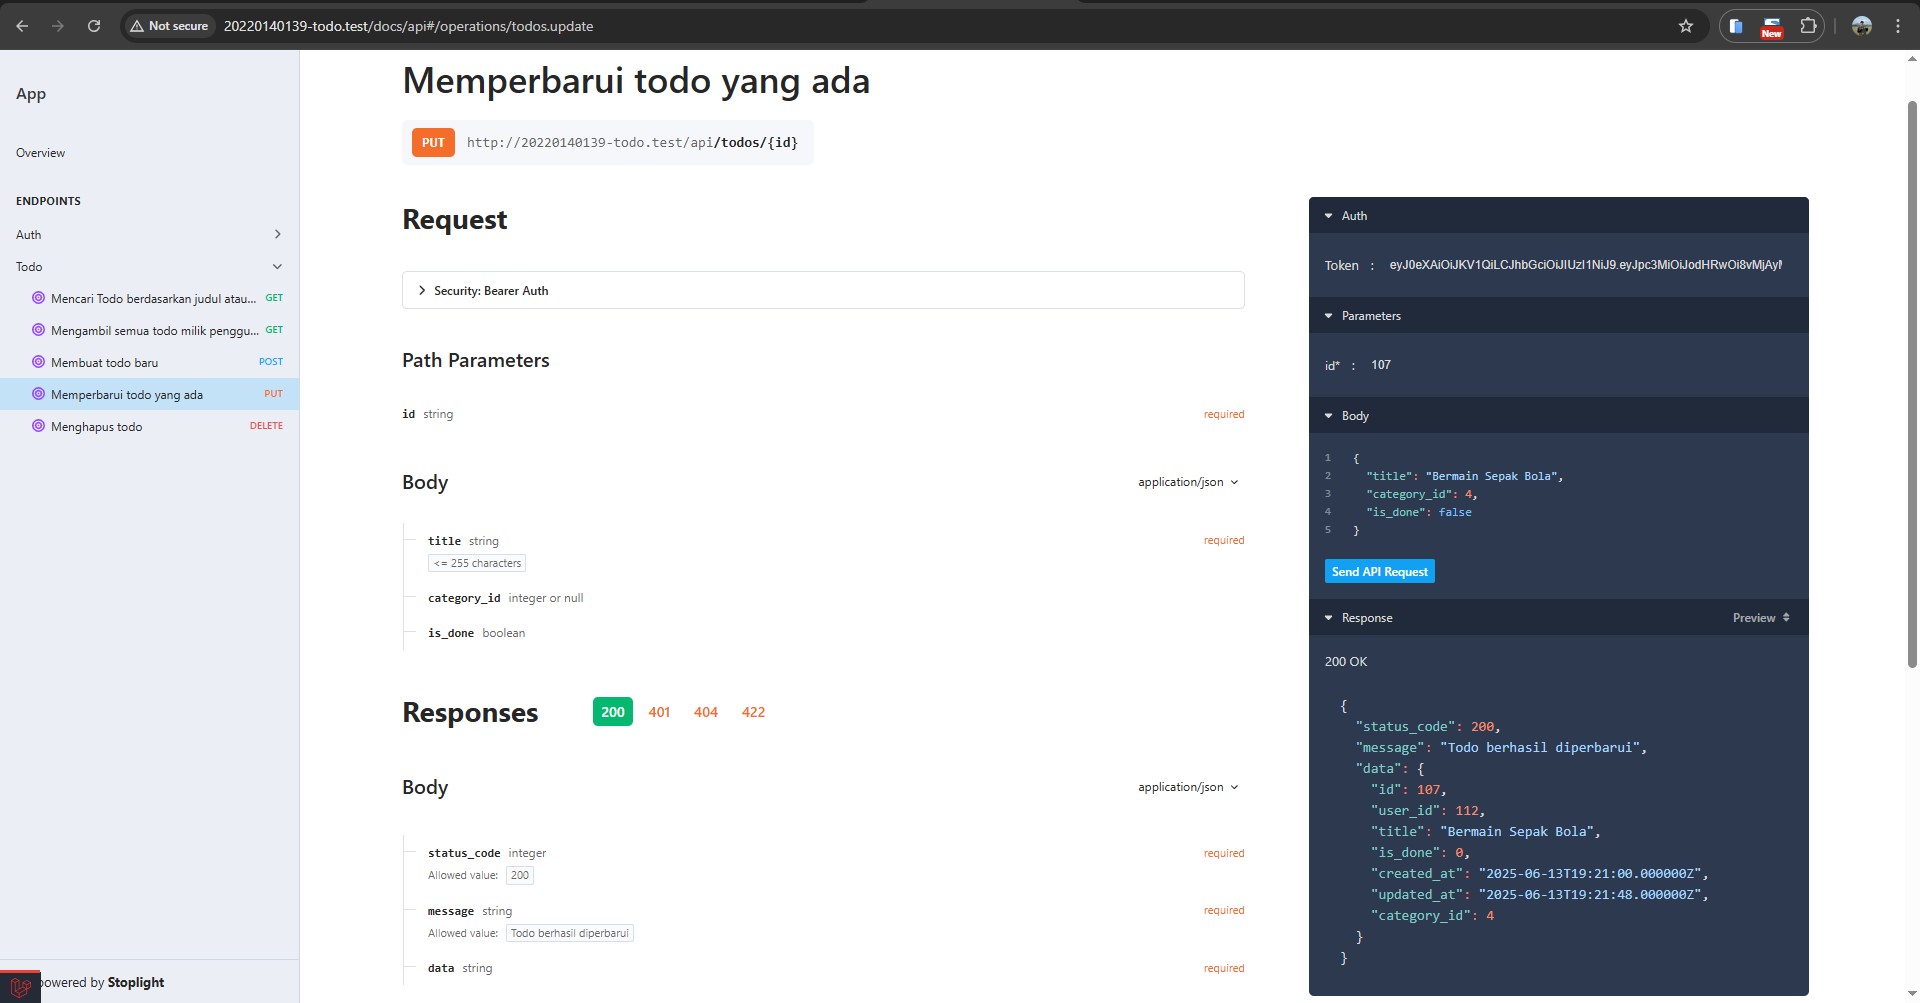 Not secure
20220140139-todo.test/docs/api#/operations/todos.update
New
App
Overview
ENDPOINTS
Auth
Todo
Mencari Todo berdasarkan judul atau... GET
Mengambil semua todo milik penggu... GET
Membuat todo baru POST
Memperbarui todo yang ada PUT
Menghapus todo DELETE
powered by Stoplight
Memperbarui todo yang ada
PUT http://20220140139-todo.test/api/todos/{id}
Request
Security: Bearer Auth
Path Parameters
id string required
Body application/json
title string required
<= 255 characters
category_id integer or null
is_done boolean
Responses 200 401 404 422
Body application/json
status_code integer required
Allowed value: 200
message string required
Allowed value: Todo berhasil diperbarui
data string required
Auth
Token :
Parameters
id* : 107
Body
1 {
2 "title": "Bermain Sepak Bola",
3 "category_id": 4,
4 "is_done": false
5 }
Send API Request
Response Preview
200 OK
{
"status_code": 200,
"message": "Todo berhasil diperbarui",
"data": {
"id": 107,
"user_id": 112,
"title": "Bermain Sepak Bola",
"is_done": 0,
"created_at": "2025-06-13T19:21:00.000000Z",
"updated_at": "2025-06-13T19:21:48.000000Z",
"category_id": 4
}
}